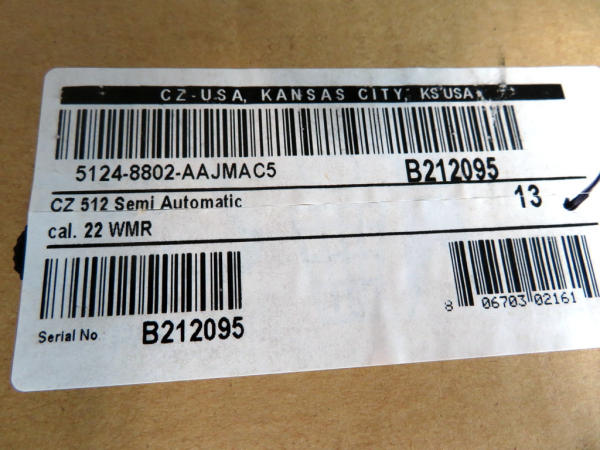 CZ-USA, KANSAS CITY, KS USA
5124-8802-AAJMAC5 B212095
CZ 512 Semi Automatic 13
cal. 22 WMR
8 06703 02161
Serial No B212095